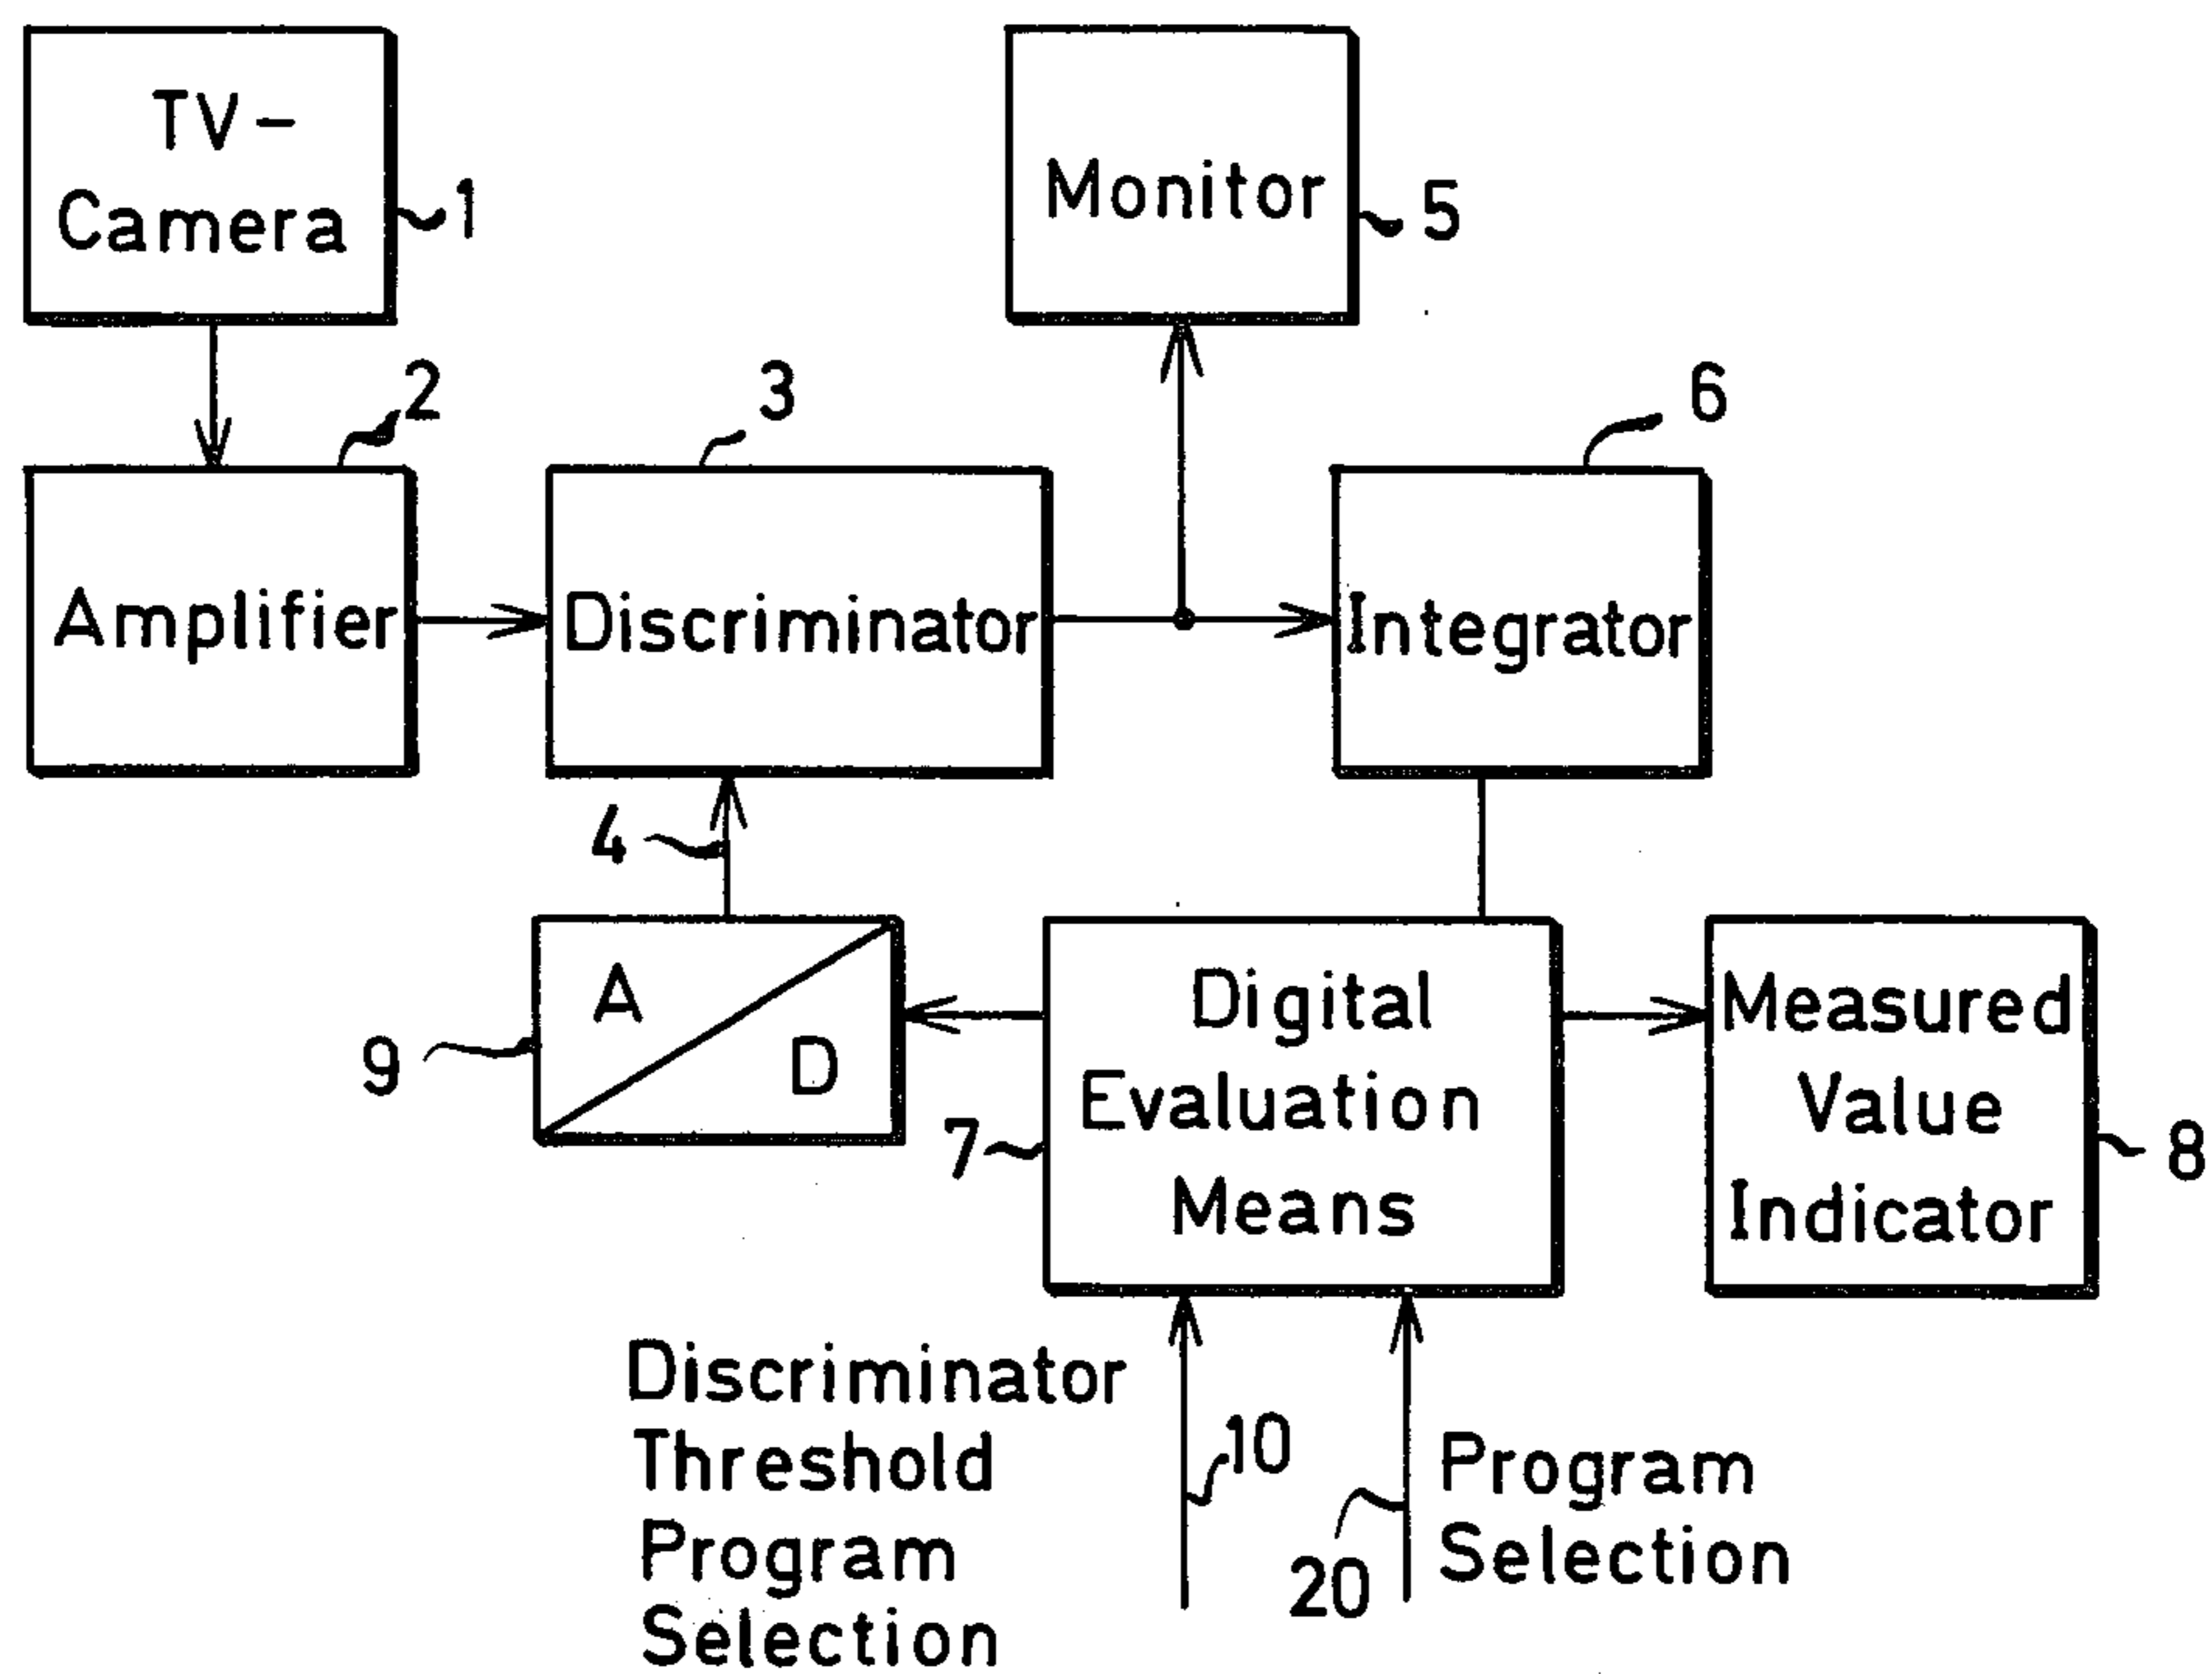 TV-
Camera
1
Monitor
5
2
3
6
Amplifier
Discriminator
Integrator
4
A
D
9
Digital
Evaluation
Means
7
Measured
Value
Indicator
8
Discriminator
Threshold
Program
Selection
10
20
Program
Selection